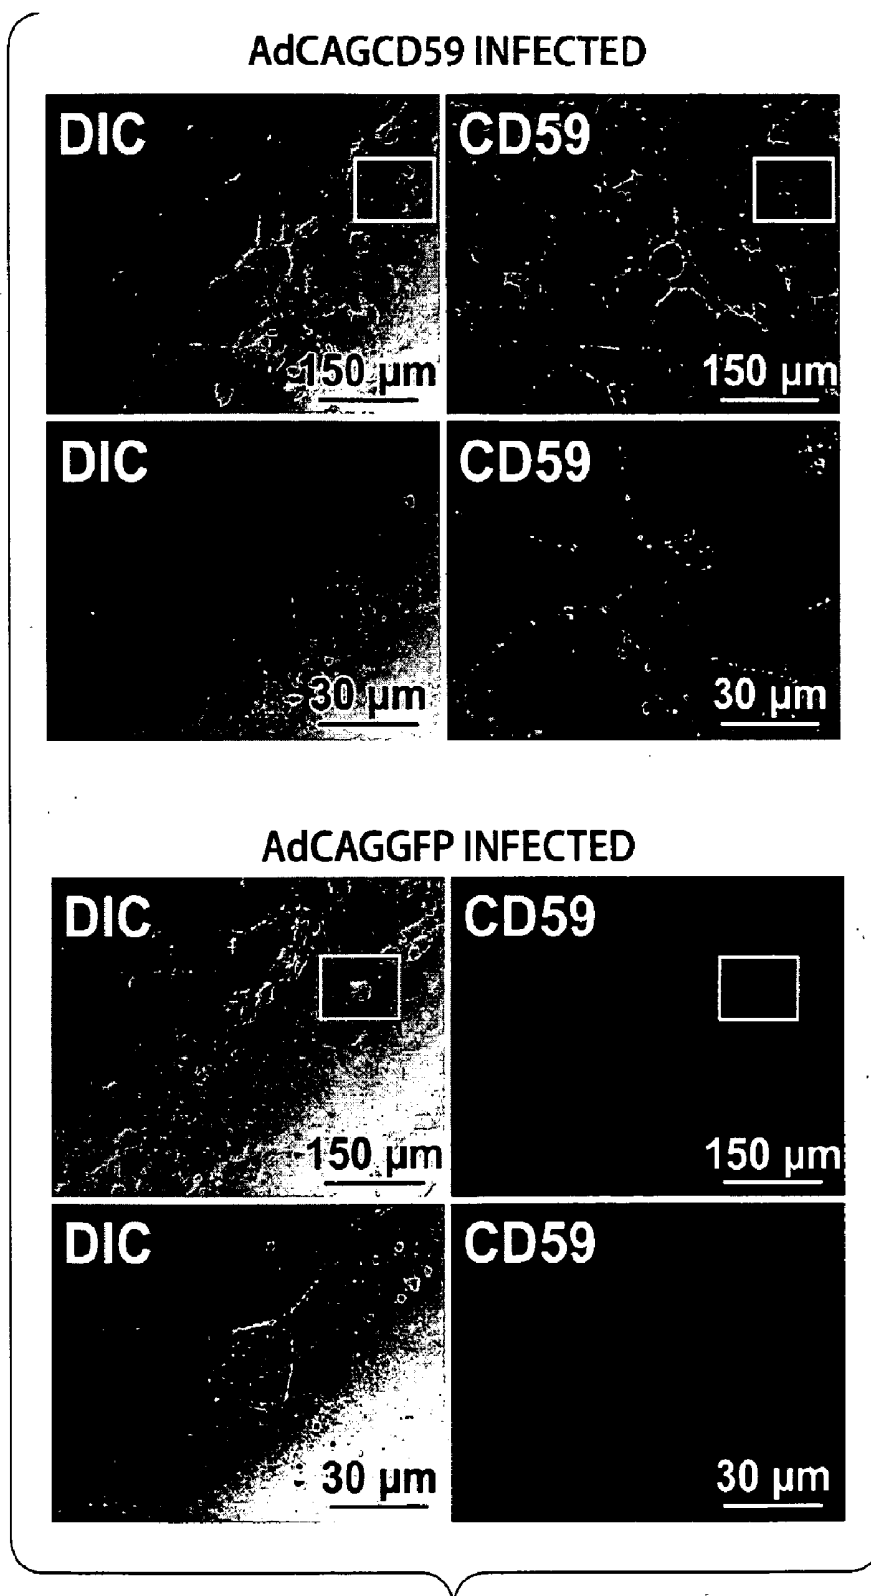 AdCAGCD59 INFECTED
DIC CD59
150 µm 150 µm
DIC CD59
30 µm 30 µm
AdCAGGFP INFECTED
DIC CD59
150 µm 150 µm
DIC CD59
30 µm 30 µm